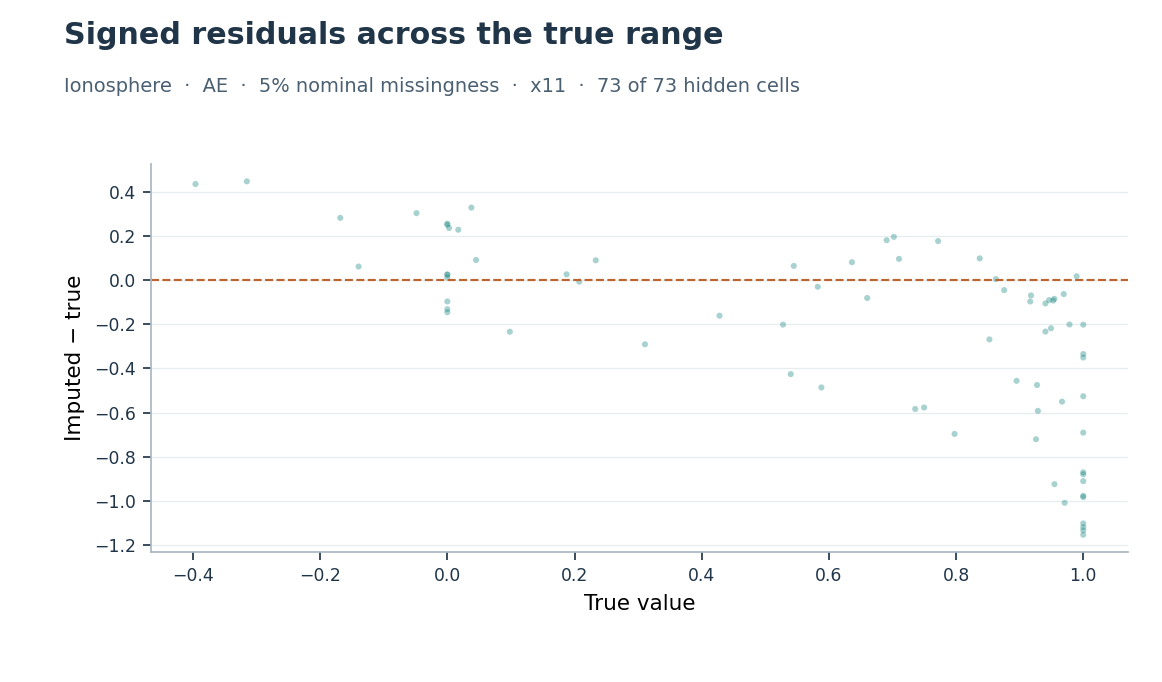 Signed residuals across the true range
Ionosphere · AE · 5% nominal missingness · x11 · 73 of 73 hidden cells
Imputed − true
0.4
0.2
0.0
−0.2
−0.4
−0.6
−0.8
−1.0
−1.2
−0.4 −0.2 0.0 0.2 0.4 0.6 0.8 1.0
True value